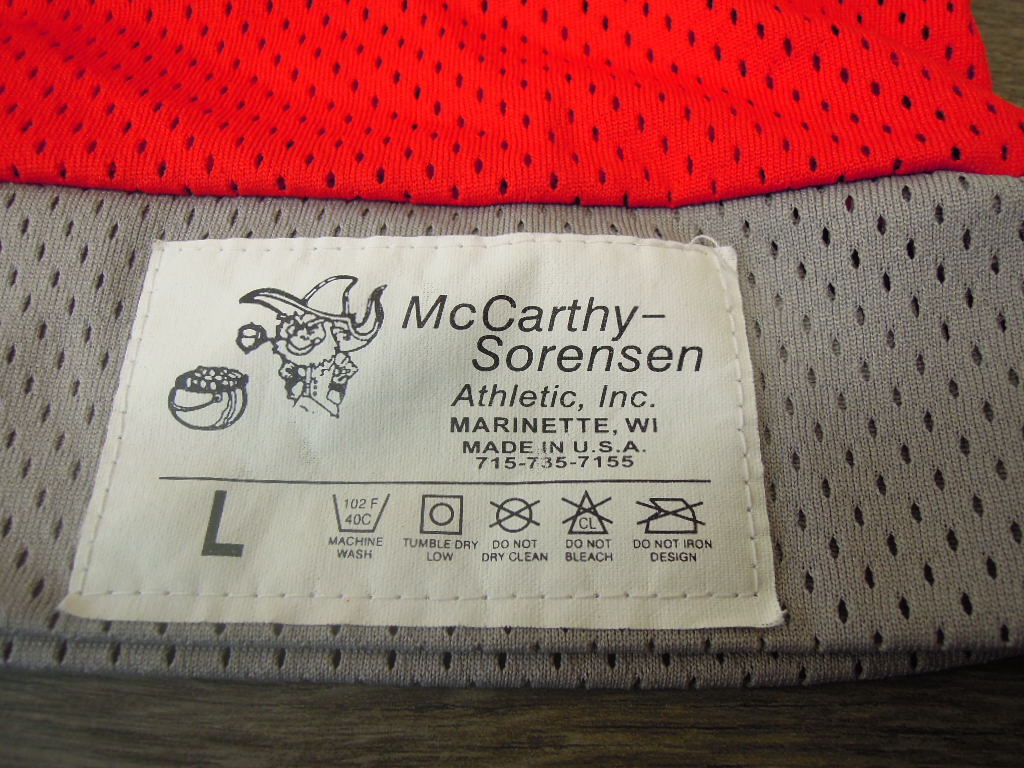 McCarthy-
Sorensen
Athletic, Inc.
MARINETTE, WI
MADE IN U.S.A.
715-735-7155
L
102 F
40C
MACHINE
WASH
TUMBLE DRY
LOW
DO NOT
DRY CLEAN
CL
DO NOT
BLEACH
DO NOT IRON
DESIGN